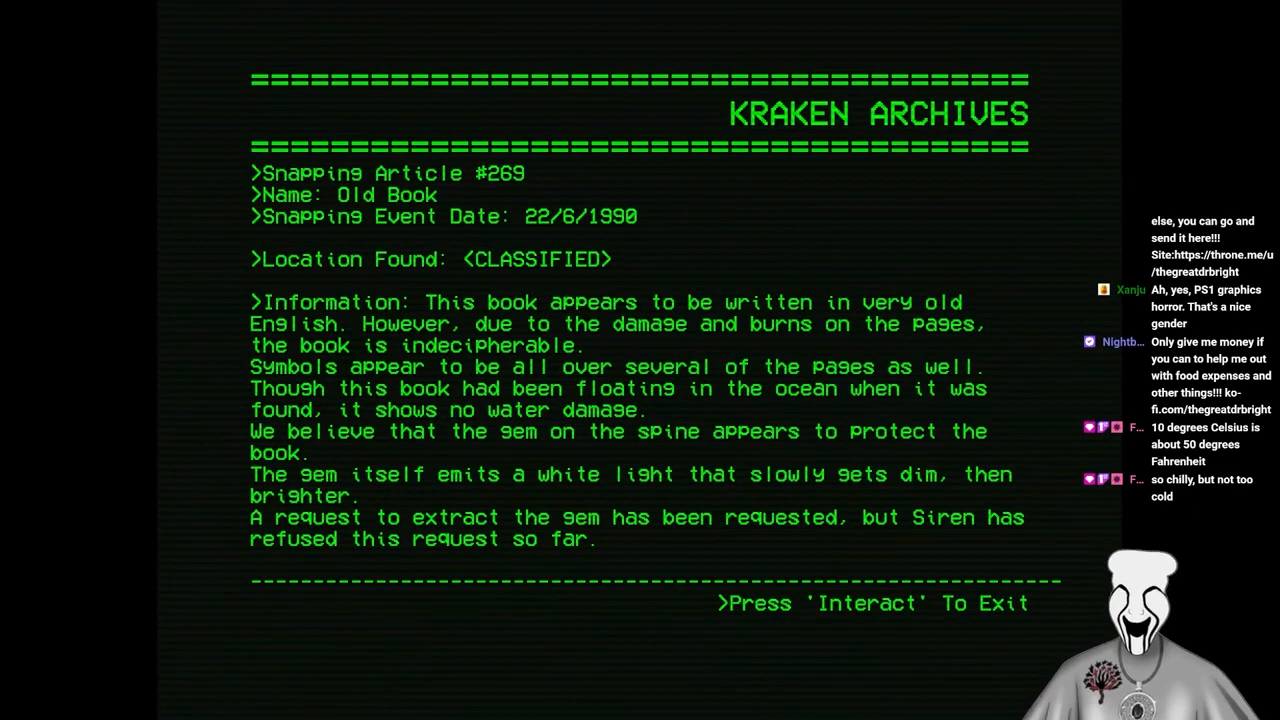 ========================================
KRAKEN ARCHIVES
========================================
>Snapping Article #269
>Name: Old Book
>Snapping Event Date: 22/6/1990
>Location Found: <CLASSIFIED>
>Information: This book appears to be written in very old
English. However, due to the damage and burns on the pages,
the book is indecipherable.
Symbols appear to be all over several of the pages as well.
Though this book had been floating in the ocean when it was
found, it shows no water damage.
We believe that the gem on the spine appears to protect the
book.
The gem itself emits a white light that slowly gets dim, then
brighter.
A request to extract the gem has been requested, but Siren has
refused this request so far.
-----------------------------------------------------------------
>Press 'Interact' To Exit
else, you can go and
send it here!!!
Site:https://throne.me/u
/thegreatdrbright
Xanju Ah, yes, PS1 graphics
horror. That's a nice
gender
Nightb... Only give me money if
you can to help me out
with food expenses and
other things!!! ko-
fi.com/thegreatdrbright
F... 10 degrees Celsius is
about 50 degrees
Fahrenheit
F... so chilly, but not too
cold